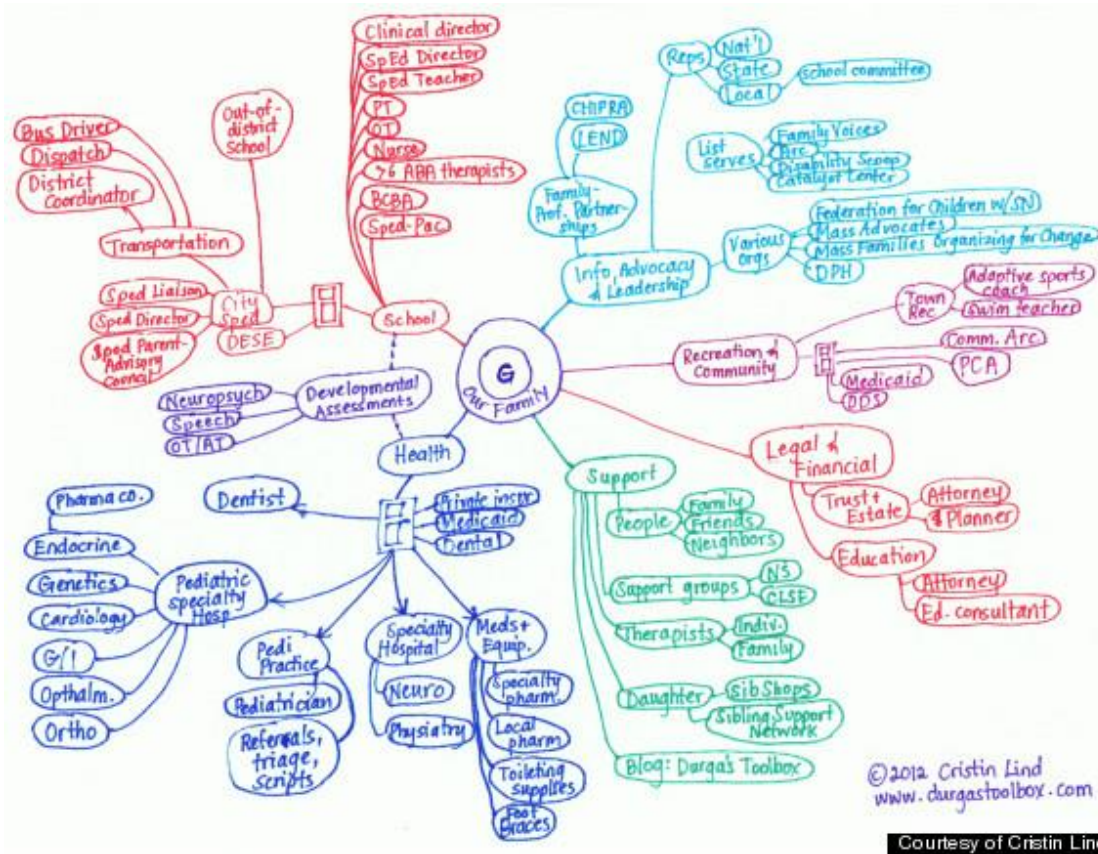 Clinical director
SpEd Director
SpEd Teacher
PT
OT
Nurse
>6 ABA therapists
BCBA
Sped-Pac
School
Out-of-
district
School
Bus Driver
Dispatch
District
Coordinator
Transportation
Sped Liaison
Sped Director
Sped Parent-
Advisory
Council
City
Sped
DESE
Reps
Nat'l
State
Local
school committee
CHIPRA
LEND
Family-
Prof. Partner-
ships
List
serves
Family Voices
Arc
Disability Scoop
Catalyst Center
Info, Advocacy
& Leadership
Various
orgs
Federation for Children w/SN
Mass Advocates
Mass Families Organizing for Change
DPH
G
Our Family
Recreation &
Community
Town
Rec
Adaptive sports
coach
Swim teacher
Comm. Arc
PCA
Medicaid
DDS
Neuropsych
Speech
OT/AT
Developmental
Assessments
Health
Dentist
Private insur
Medicaid
Dental
Pharma co.
Endocrine
Genetics
Cardiology
G/I
Opthalm.
Ortho
Pediatric
specialty
Hosp
Pedi
Practice
Pediatrician
Referrals,
triage,
scripts
Specialty
Hospital
Neuro
Physiatry
Meds+
Equip.
Specialty
pharm.
Local
pharm
Toileting
supplies
Foot
Braces
Support
People
Family
Friends
Neighbors
Support groups
NS
CLSF
Therapists
Indiv.
Family
Daughter
SibShops
Sibling Support
Network
Blog: Durga's Toolbox
Legal &
Financial
Trust+
Estate
Attorney
$ Planner
Education
Attorney
Ed. consultant
©2012 Cristin Lind
www.durgastoolbox.com
Courtesy of Cristin Lind